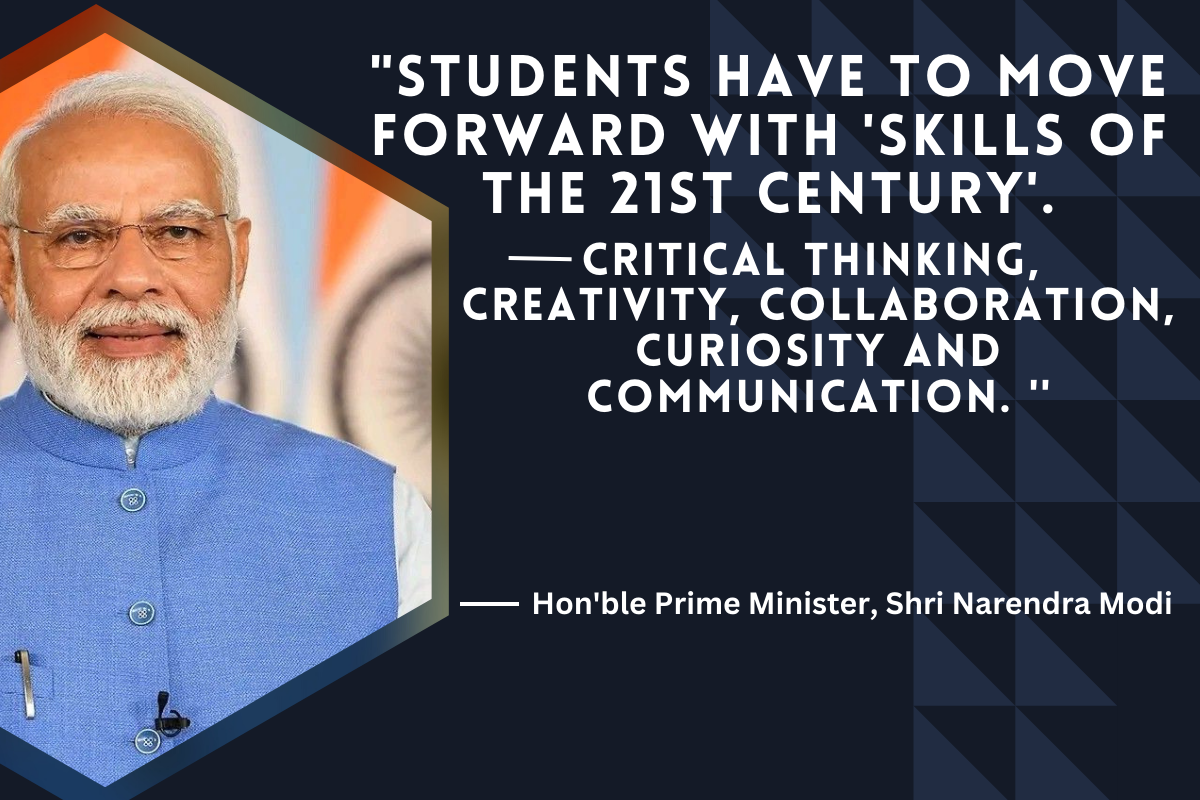 "STUDENTS HAVE TO MOVE
FORWARD WITH 'SKILLS OF
THE 21ST CENTURY'.
— CRITICAL THINKING,
CREATIVITY, COLLABORATION,
CURIOSITY AND
COMMUNICATION. ''
— Hon'ble Prime Minister, Shri Narendra Modi